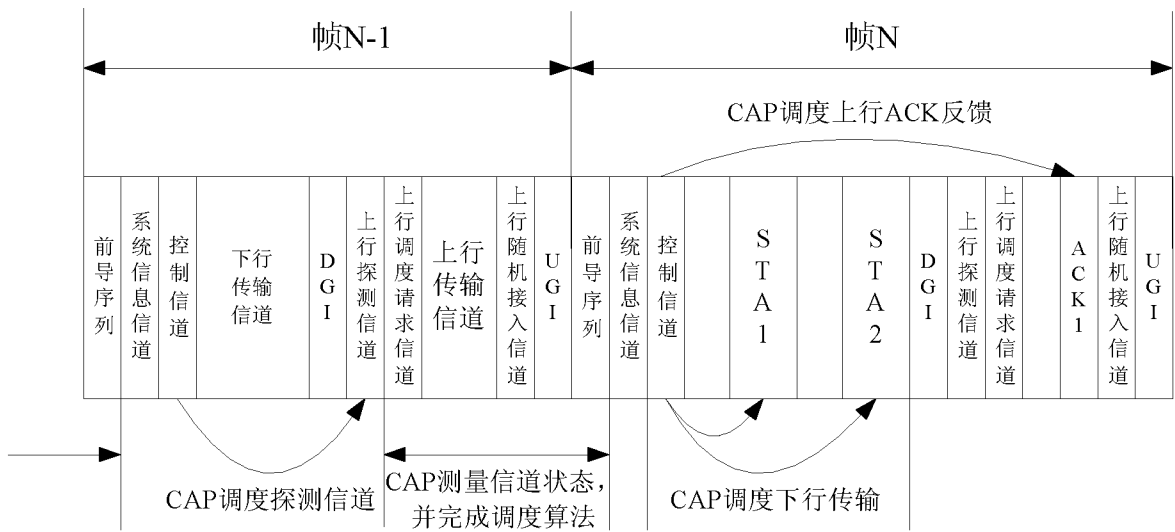 帧N-1
帧N
CAP调度上行ACK反馈
前导序列
系统信息信道
控制信道
下行
传输
信道
DGI
上行探测信道
上行调度请求信道
上行
传输
信道
上行随机接入信道
UGI
前导序列
系统信息信道
控制信道
STA1
STA2
DGI
上行探测信道
上行调度请求信道
ACK1
上行随机接入信道
UGI
CAP调度探测信道
CAP测量信道状态，
并完成调度算法
CAP调度下行传输